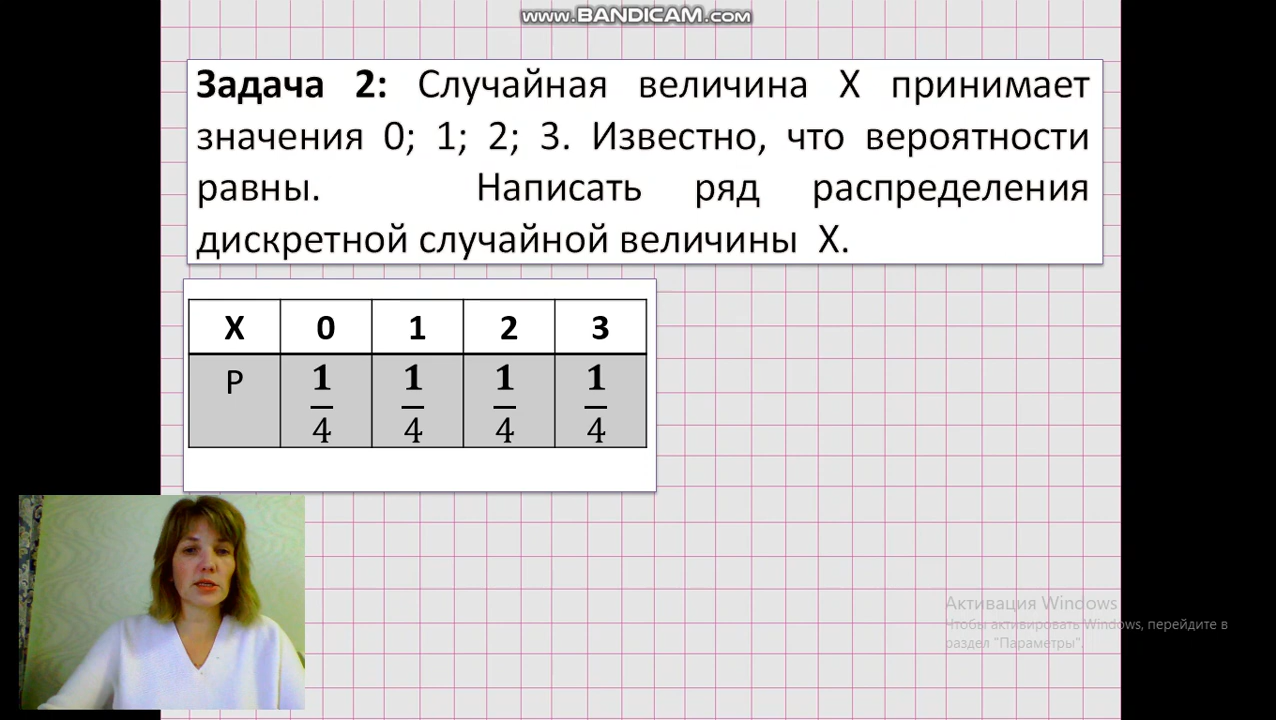 www.BANDICAM.com
Задача 2: Случайная величина X принимает
значения 0; 1; 2; 3. Известно, что вероятности
равны. Написать ряд распределения
дискретной случайной величины X.
X 0 1 2 3
P 1/4 1/4 1/4 1/4
Активация Windows
Чтобы активировать Windows, перейдите в
раздел "Параметры".